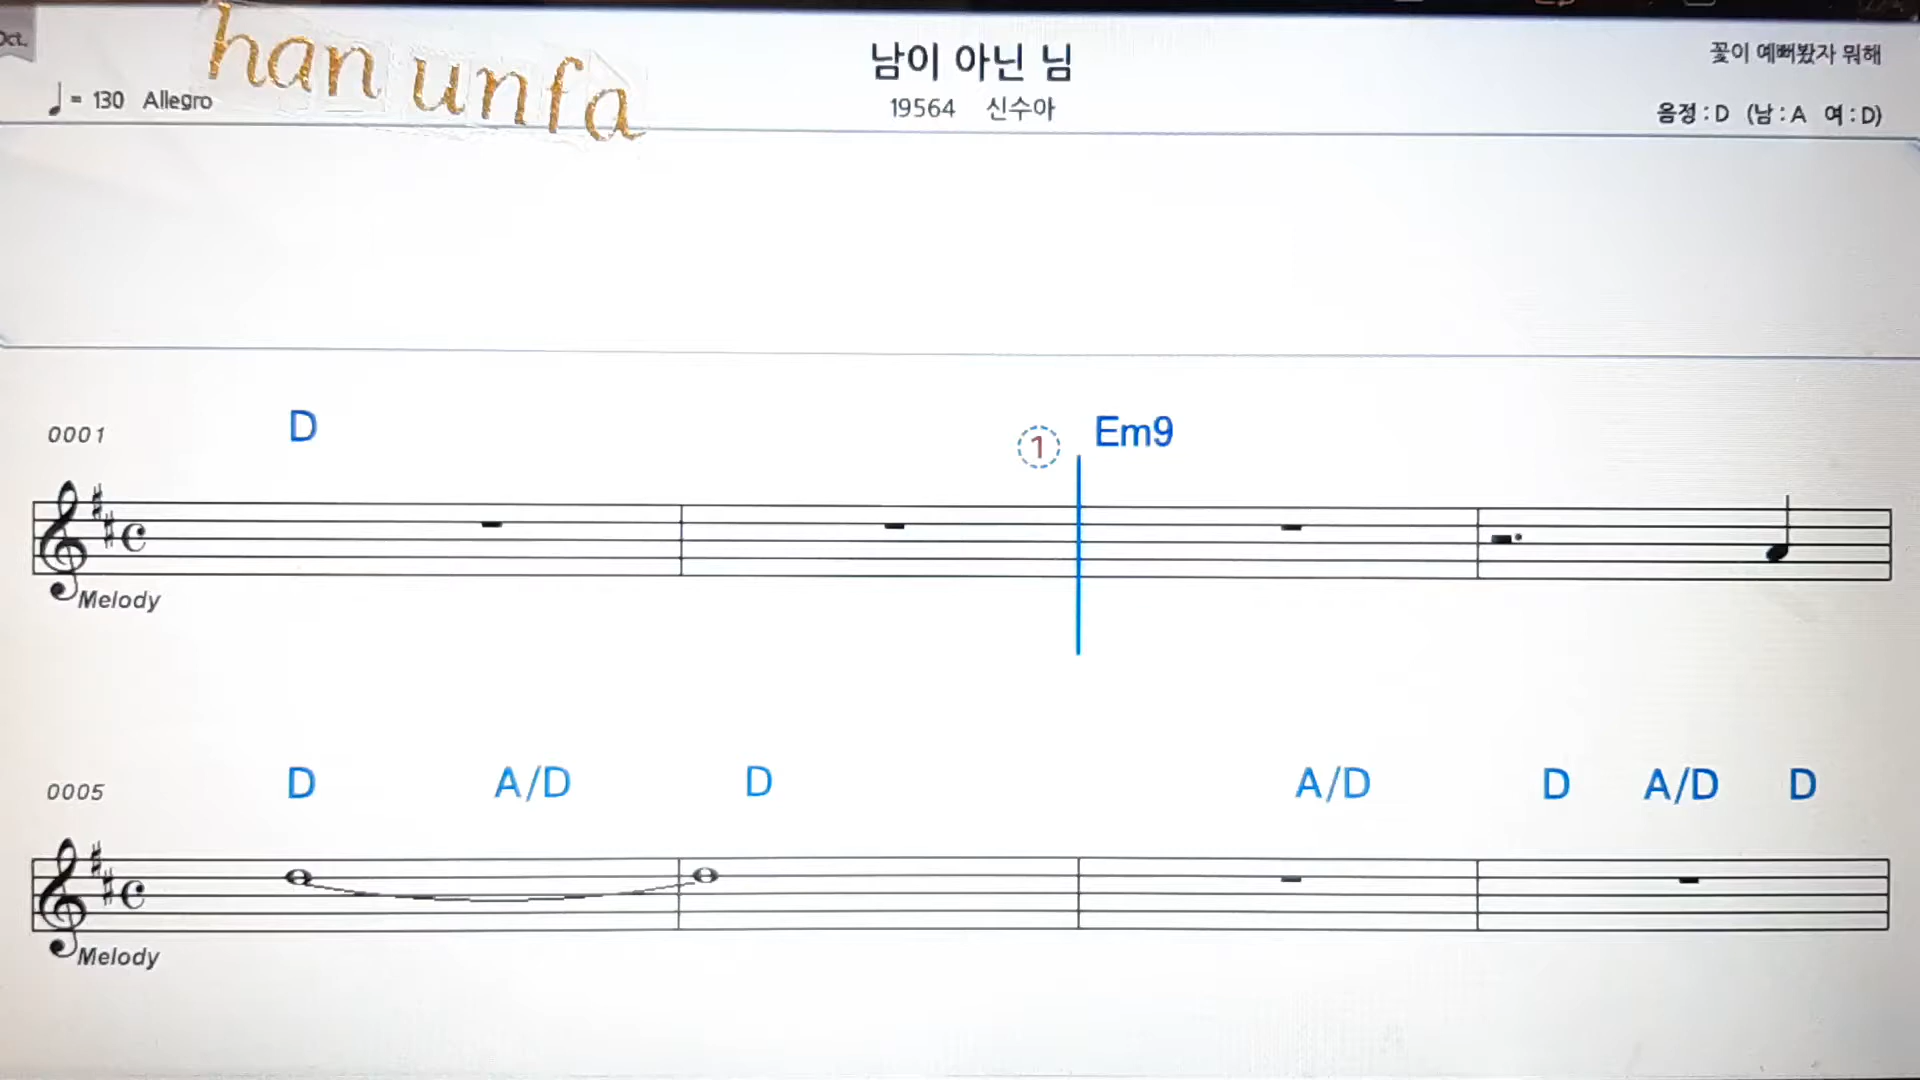 Oct.
han unfa
남이 아닌 님
꽃이 예뻐봤자 뭐해
= 130 Allegro
19564 신수아
음정 : D (남 : A 여 : D)
0001 D ① Em9
Melody
0005 D A/D D A/D D A/D D
Melody